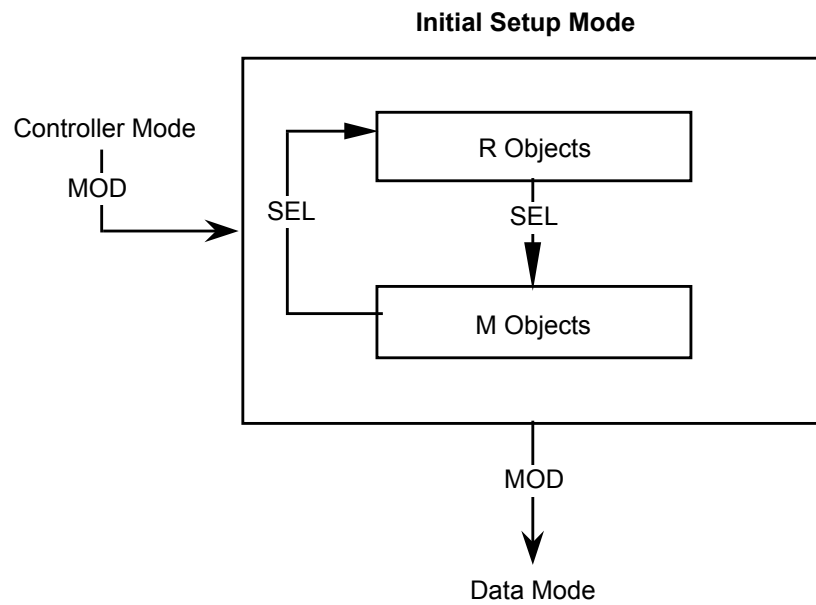 Initial Setup Mode
Controller Mode
MOD
R Objects
SEL
SEL
M Objects
MOD
Data Mode